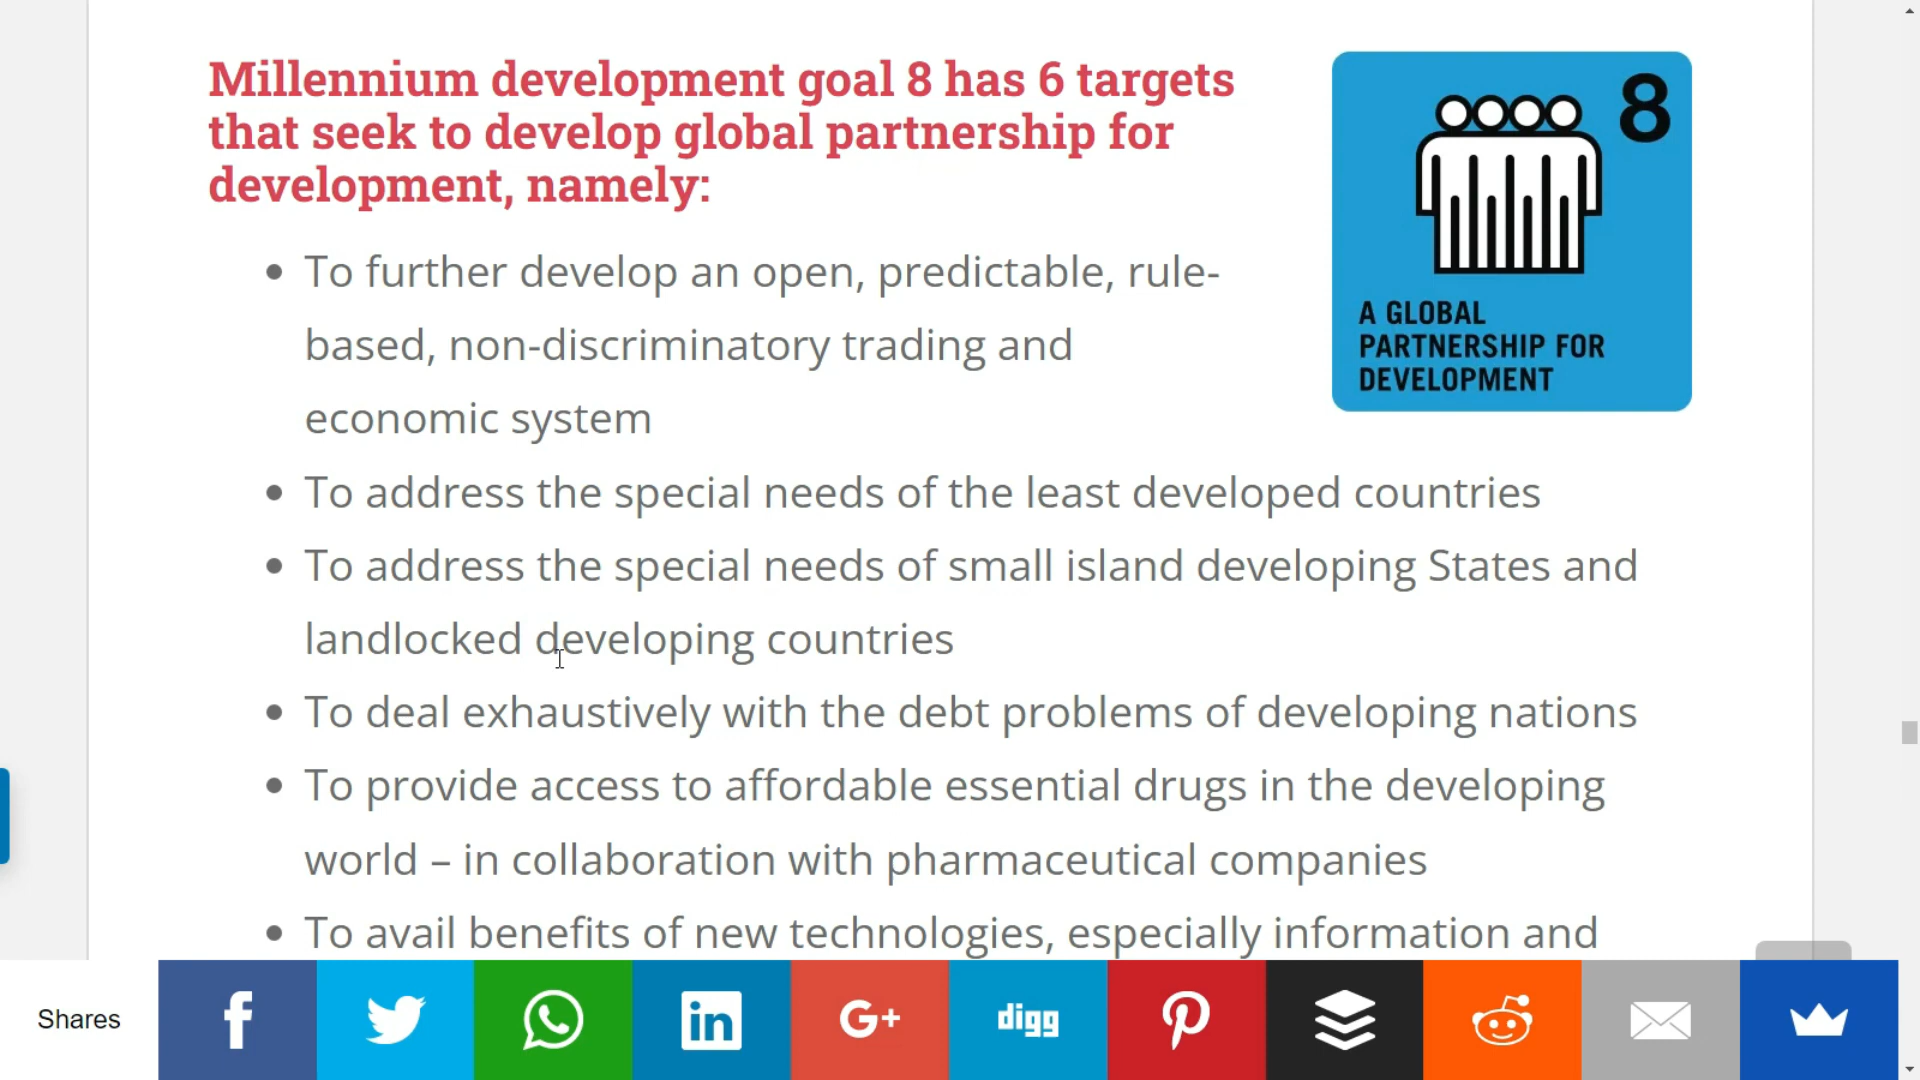 Millennium development goal 8 has 6 targets
that seek to develop global partnership for
development, namely:
8
A GLOBAL
PARTNERSHIP FOR
DEVELOPMENT
• To further develop an open, predictable, rule-
based, non-discriminatory trading and
economic system
• To address the special needs of the least developed countries
• To address the special needs of small island developing States and
landlocked developing countries
• To deal exhaustively with the debt problems of developing nations
• To provide access to affordable essential drugs in the developing
world – in collaboration with pharmaceutical companies
• To avail benefits of new technologies, especially information and
Shares
f
in
G+
digg